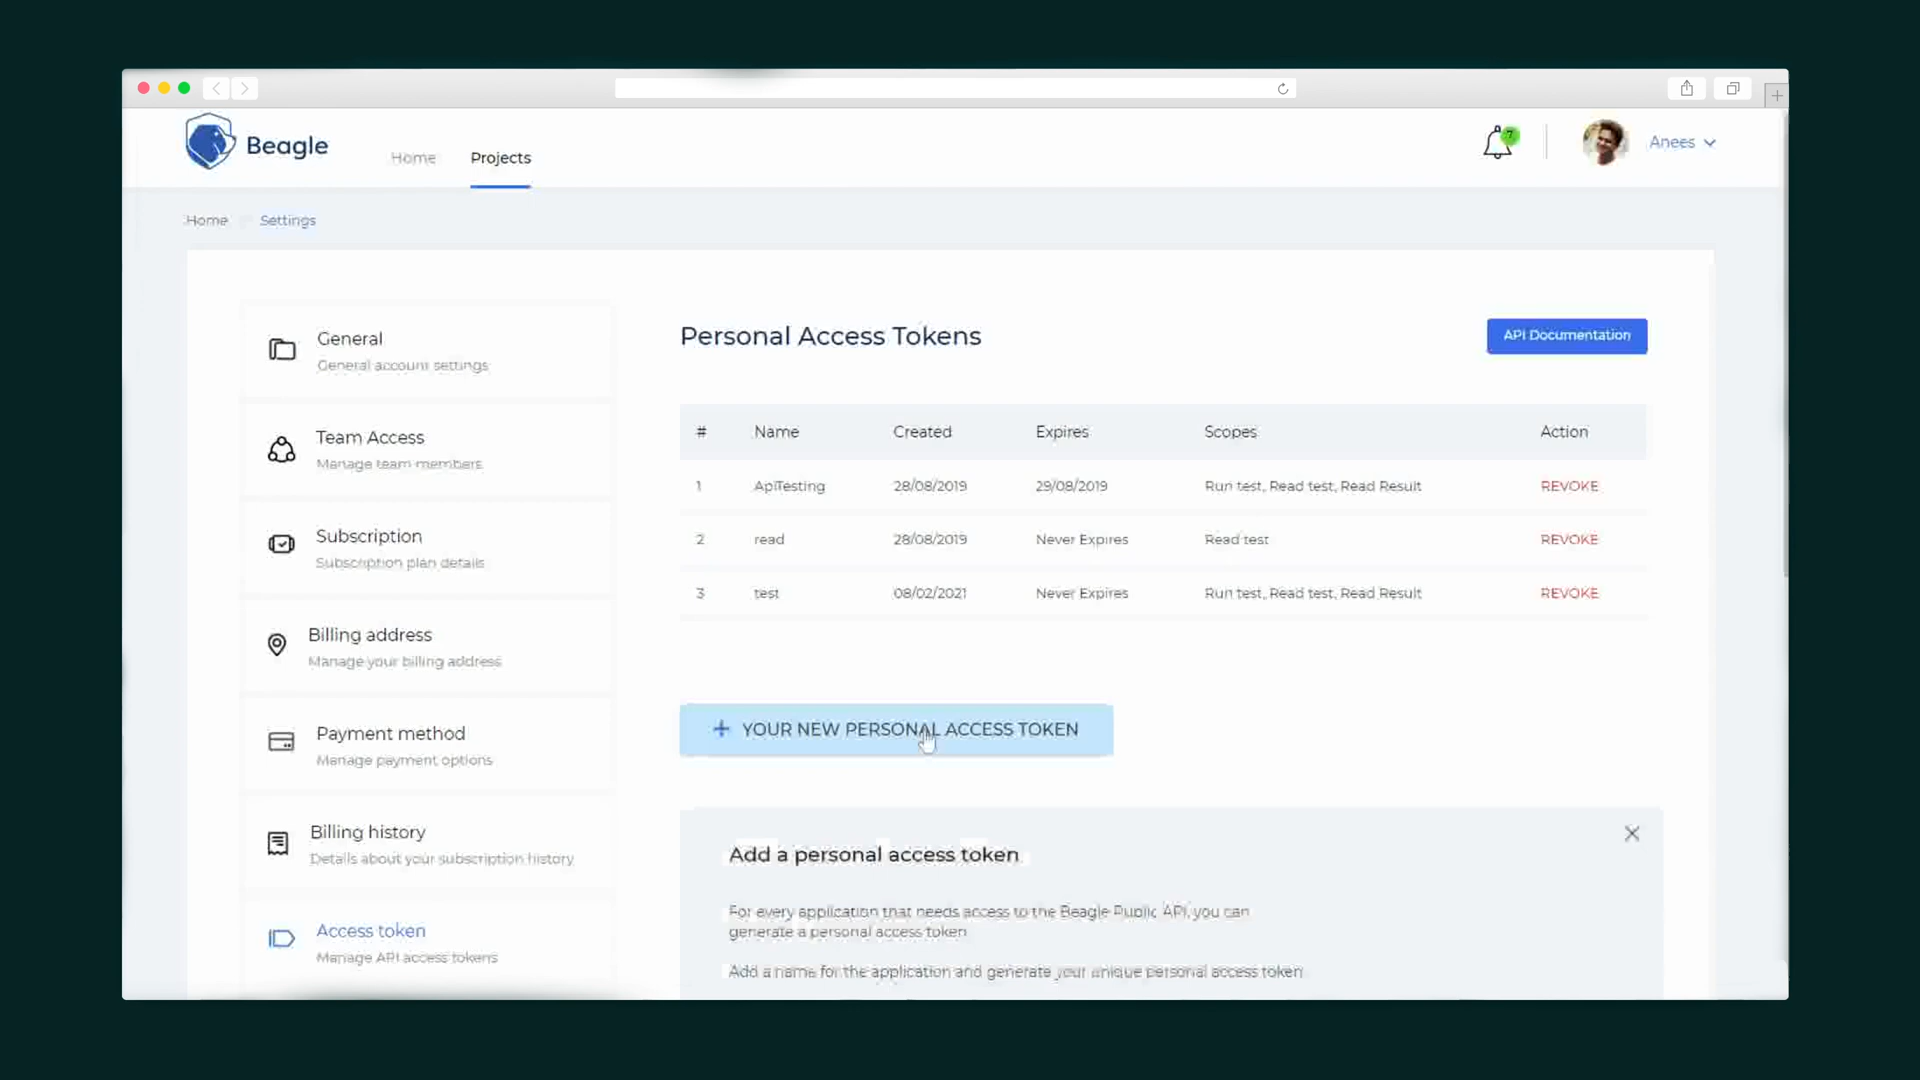 Beagle
Home
Projects
7
Anees
Home
Settings
General
General account settings
Team Access
Manage team members
Subscription
Subscription plan details
Billing address
Manage your billing address
Payment method
Manage payment options
Billing history
Details about your subscription history
Access token
Manage API access tokens
Personal Access Tokens
API Documentation
# Name Created Expires Scopes Action
1 ApiTesting 28/08/2019 29/08/2019 Run test, Read test, Read Result REVOKE
2 read 28/08/2019 Never Expires Read test REVOKE
3 test 08/02/2021 Never Expires Run test, Read test, Read Result REVOKE
+ YOUR NEW PERSONAL ACCESS TOKEN
Add a personal access token
For every application that needs access to the Beagle Public API, you can
generate a personal access token
Add a name for the application and generate your unique personal access token